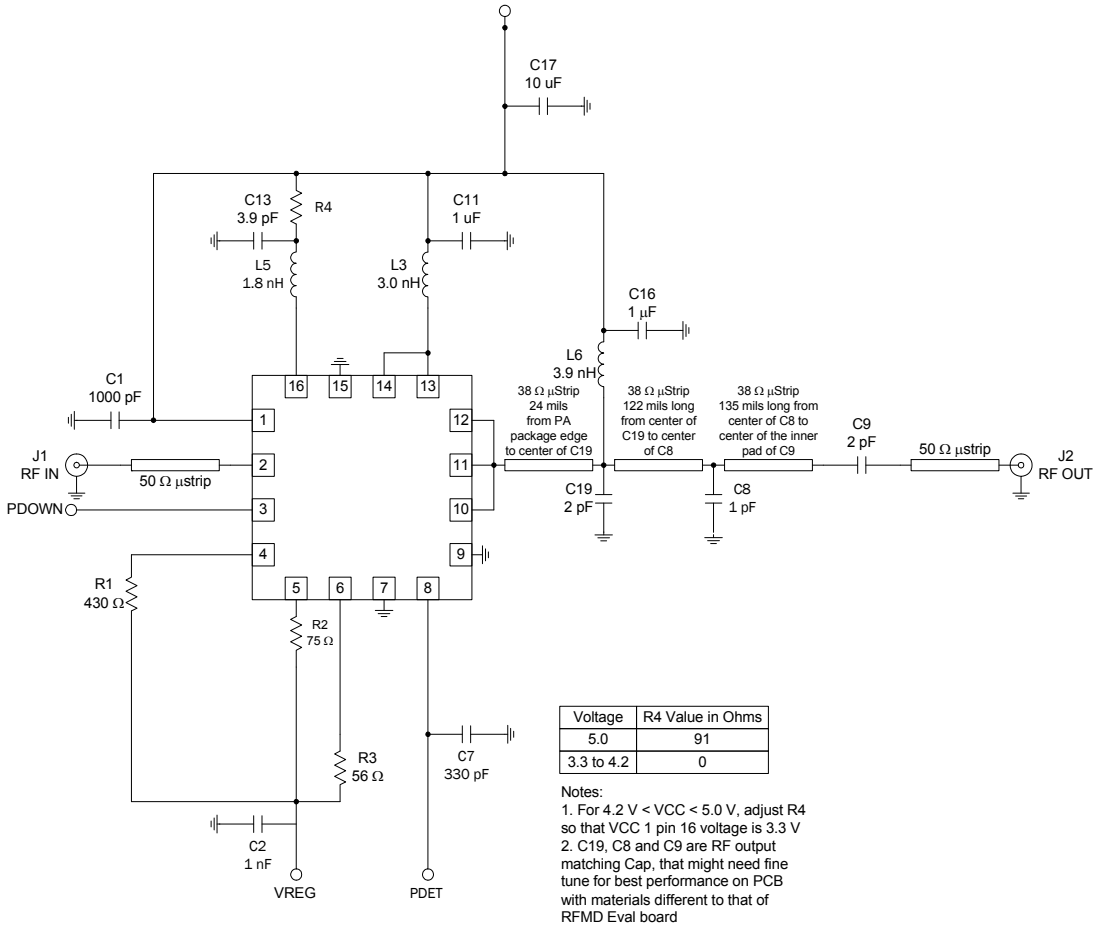 C17
10 uF
C13
3.9 pF
R4
C11
1 uF
L5
1.8 nH
L3
3.0 nH
C16
1 μF
L6
3.9 nH
C1
1000 pF
16
15
14
13
38 Ω μStrip
24 mils
from PA
package edge
to center of C19
38 Ω μStrip
122 mils long
from center of
C19 to center
of C8
38 Ω μStrip
135 mils long from
center of C8 to
center of the inner
pad of C9
1
12
C9
2 pF
J1
RF IN
50 Ω μstrip
2
11
50 Ω μstrip
J2
RF OUT
PDOWN
3
10
C19
2 pF
C8
1 pF
4
9
R1
430 Ω
5
6
7
8
R2
75 Ω
R3
56 Ω
C7
330 pF
C2
1 nF
VREG
PDET
Voltage R4 Value in Ohms
5.0 91
3.3 to 4.2 0
Notes:
1. For 4.2 V < VCC < 5.0 V, adjust R4
so that VCC 1 pin 16 voltage is 3.3 V
2. C19, C8 and C9 are RF output
matching Cap, that might need fine
tune for best performance on PCB
with materials different to that of
RFMD Eval board